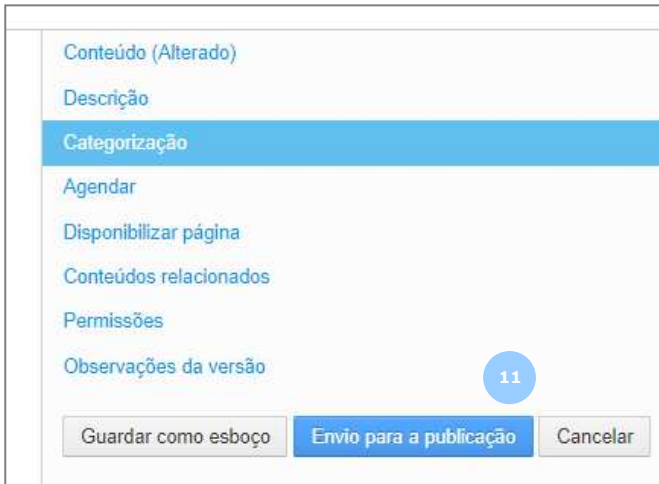 Conteúdo (Alterado)
Descrição
Categorização
Agendar
Disponibilizar página
Conteúdos relacionados
Permissões
Observações da versão
11
Guardar como esboço Envio para a publicação Cancelar